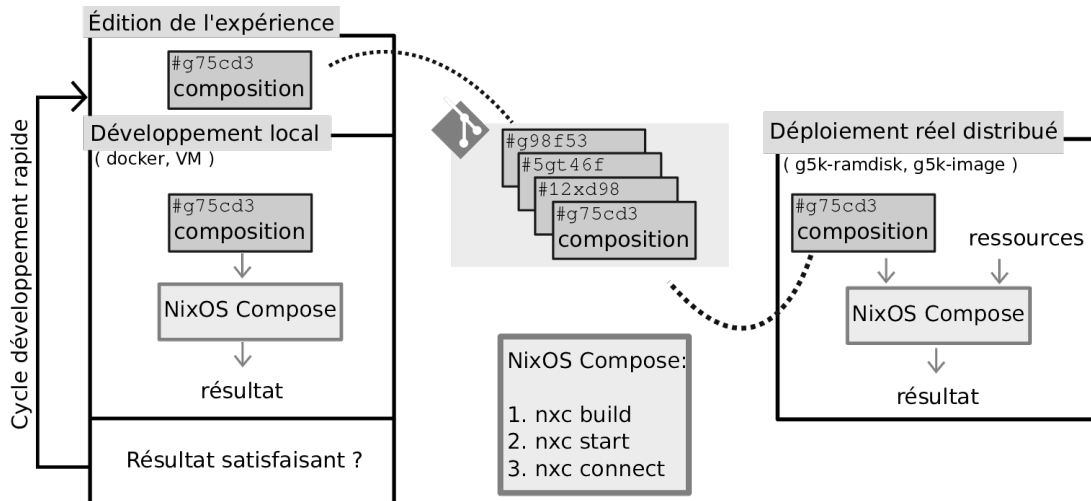 Cycle dévelopement rapide
Édition de l'expérience
#g75cd3
composition
Développement local
( docker, VM )
#g75cd3
composition
NixOS Compose
résultat
Résultat satisfaisant ?
#g98f53
#5gt46f
#12xd98
#g75cd3
composition
NixOS Compose:
1. nxc build
2. nxc start
3. nxc connect
Déploiement réel distribué
( g5k-ramdisk, g5k-image )
#g75cd3
composition
ressources
NixOS Compose
résultat